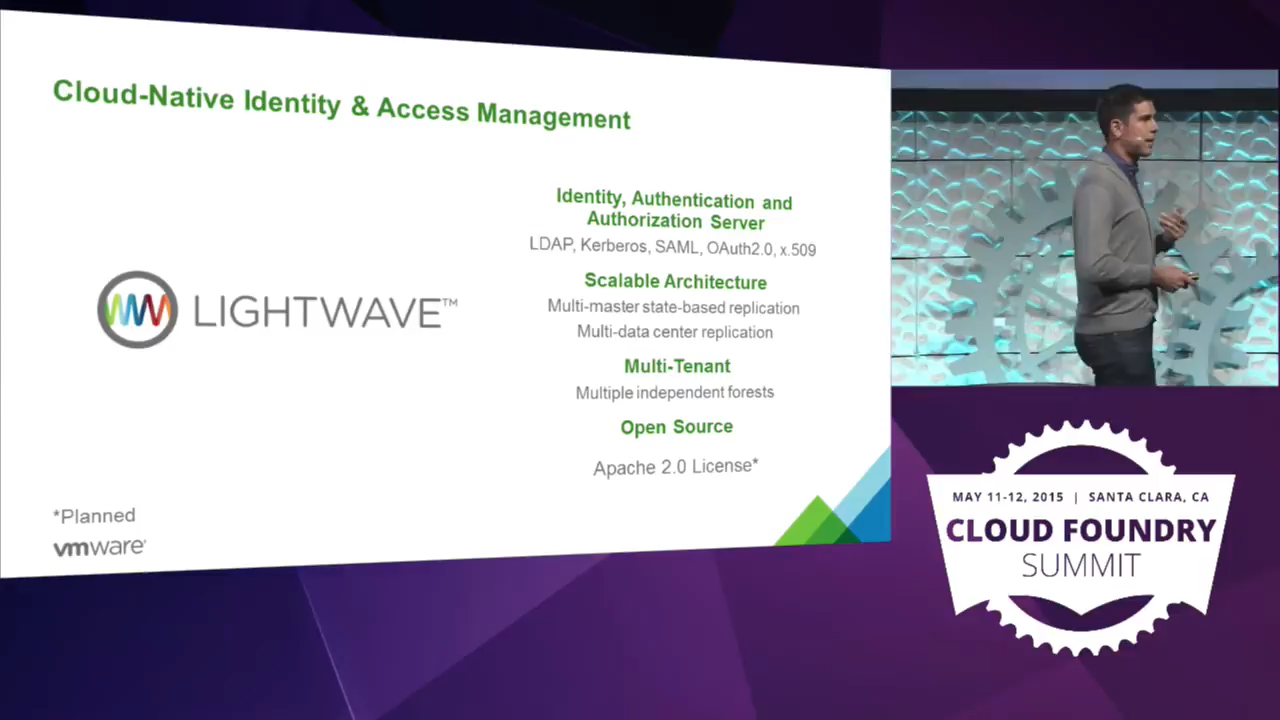 Cloud-Native Identity & Access Management
LIGHTWAVE™
Identity, Authentication and
Authorization Server
LDAP, Kerberos, SAML, OAuth2.0, x.509
Scalable Architecture
Multi-master state-based replication
Multi-data center replication
Multi-Tenant
Multiple independent forests
Open Source
Apache 2.0 License*
*Planned
vmware®
MAY 11-12, 2015 | SANTA CLARA, CA
CLOUD FOUNDRY
SUMMIT